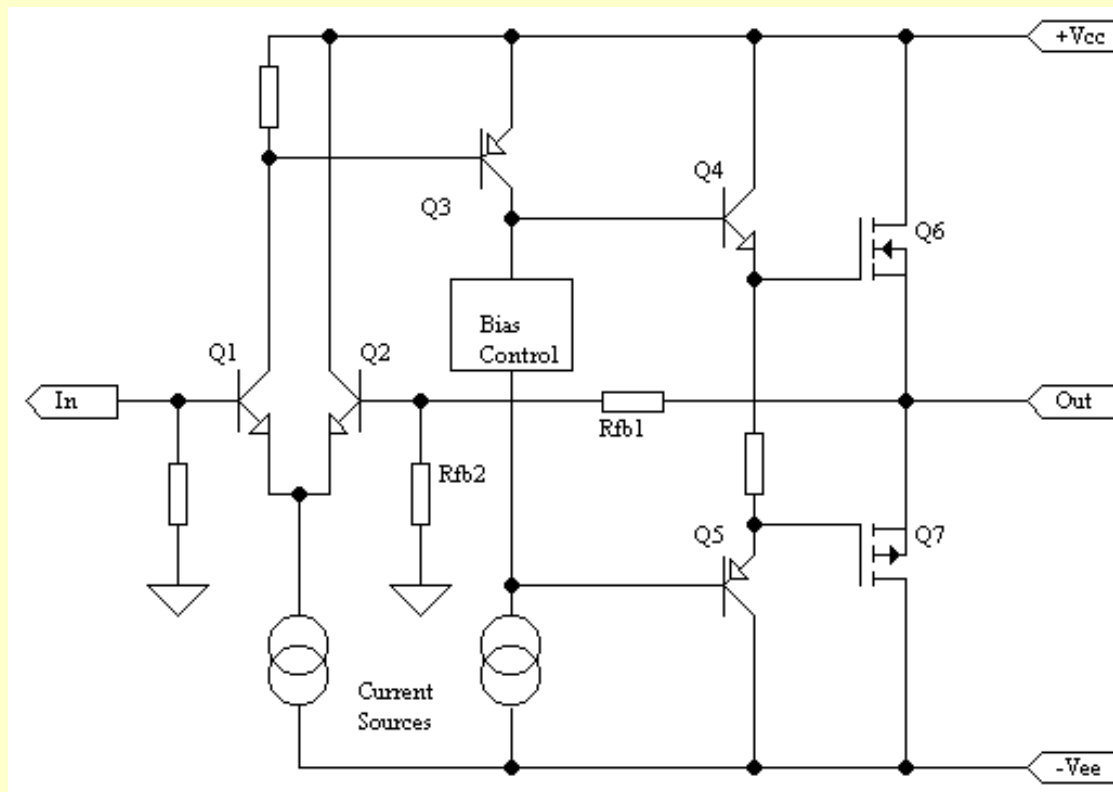 +Vcc
Q4
Q3
Q6
Bias
Control
Q1
Q2
In
Out
Rfb1
Rfb2
Q5
Q7
Current
Sources
-Vee